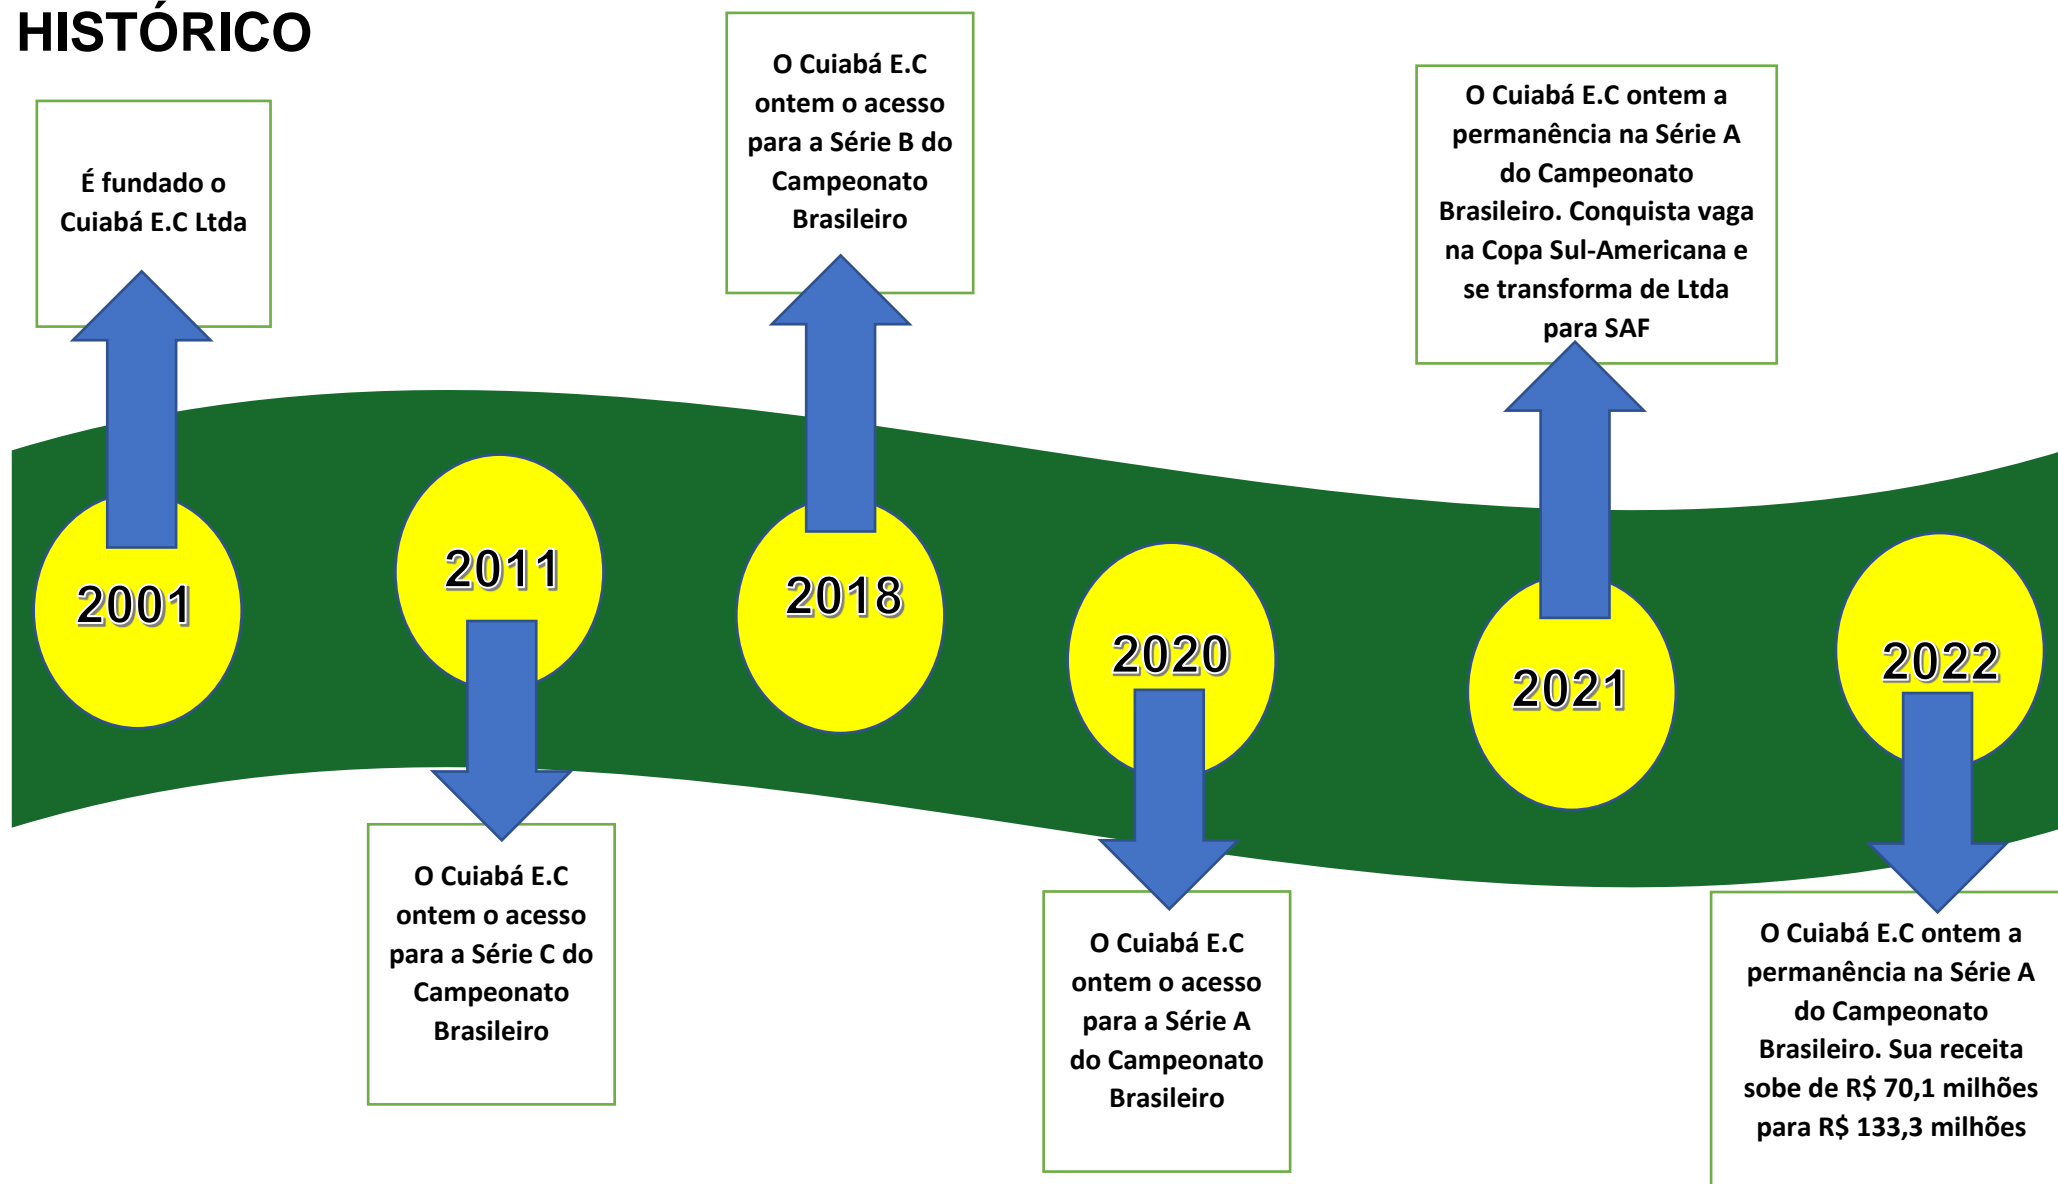 HISTÓRICO
É fundado o
Cuiabá E.C Ltda
2001
2011
O Cuiabá E.C
ontem o acesso
para a Série C do
Campeonato
Brasileiro
O Cuiabá E.C
ontem o acesso
para a Série B do
Campeonato
Brasileiro
2018
2020
O Cuiabá E.C
ontem o acesso
para a Série A
do Campeonato
Brasileiro
O Cuiabá E.C ontem a
permanência na Série A
do Campeonato
Brasileiro. Conquista vaga
na Copa Sul-Americana e
se transforma de Ltda
para SAF
2021
2022
O Cuiabá E.C ontem a
permanência na Série A
do Campeonato
Brasileiro. Sua receita
sobe de R$ 70,1 milhões
para R$ 133,3 milhões